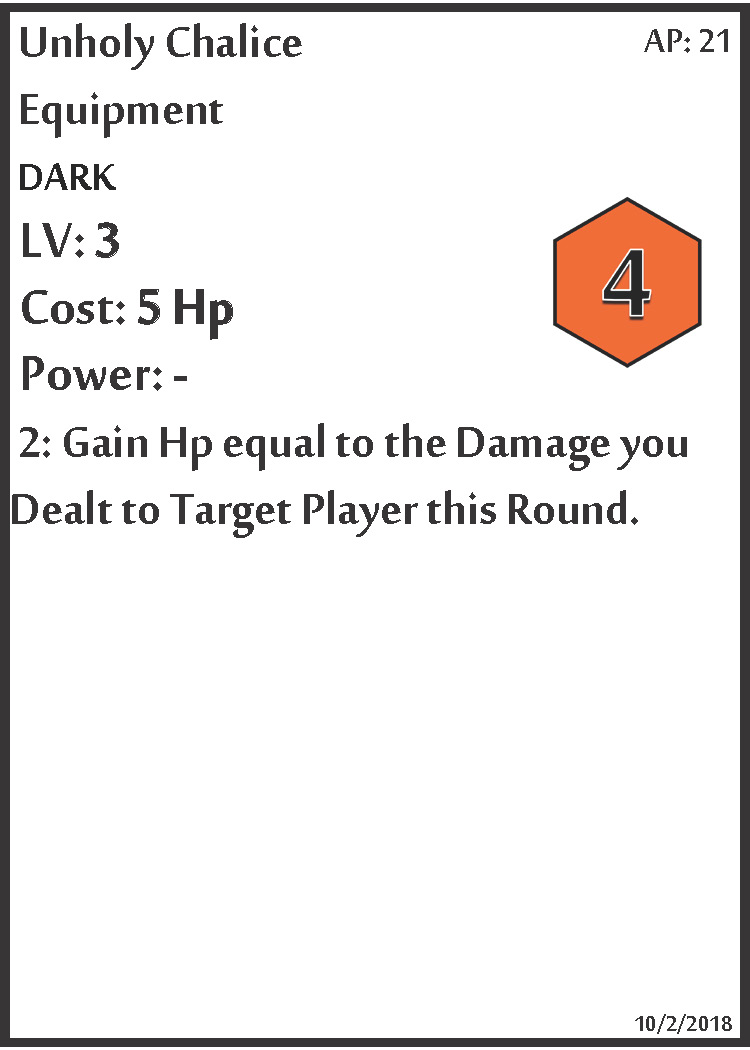 Unholy Chalice
AP: 21
Equipment
DARK
LV: 3
4
Cost: 5 Hp
Power: -
2: Gain Hp equal to the Damage you
Dealt to Target Player this Round.
10/2/2018